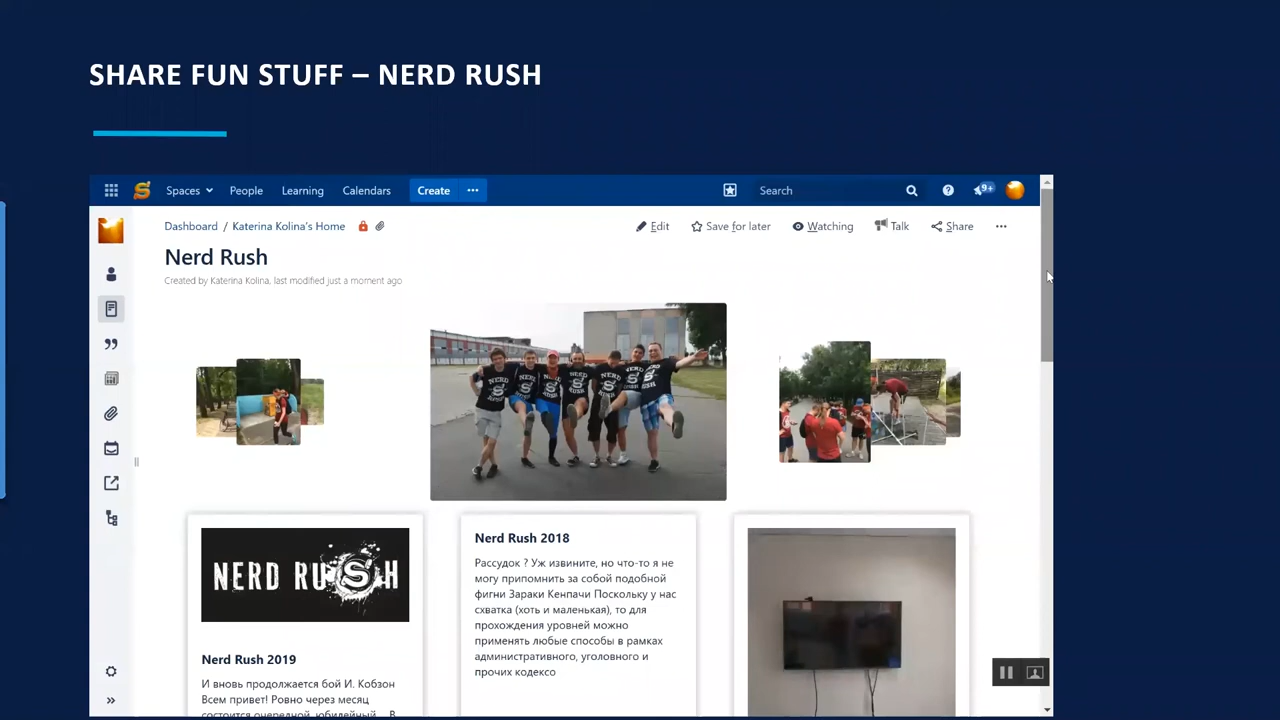 SHARE FUN STUFF – NERD RUSH
Spaces People Learning Calendars Create Search 9+
Dashboard / Katerina Kolina's Home Edit Save for later Watching Talk Share
Nerd Rush
Created by Katerina Kolina, last modified just a moment ago
NERD RUSH
Nerd Rush 2019
И вновь продолжается бой И. Кобзон
Всем привет! Ровно через месяц
состоится очередной, юбилейный... В
Nerd Rush 2018
Рассудок ? Уж извините, но что-то я не
могу припомнить за собой подобной
фигни Зараки Кенпачи Поскольку у нас
схватка (хоть и маленькая), то для
прохождения уровней можно
применять любые способы в рамках
административного, уголовного и
прочих кодексо